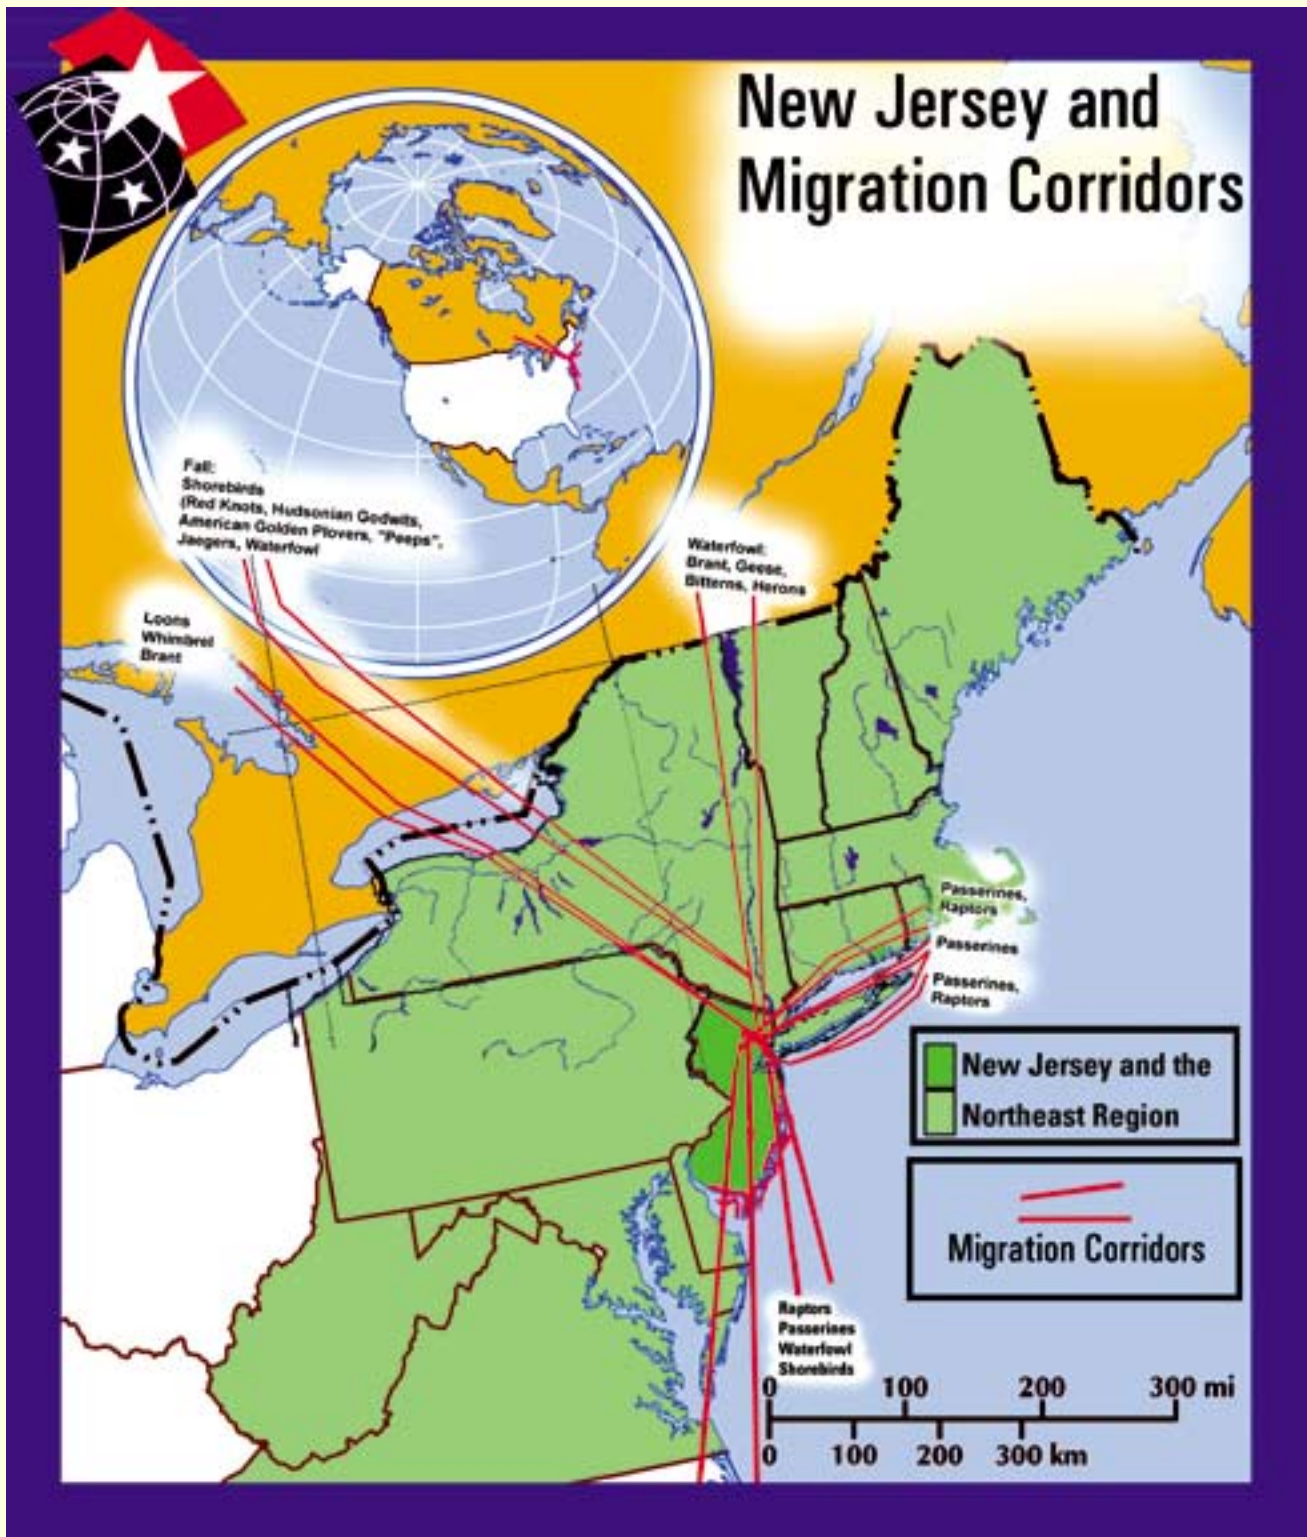 New Jersey and
Migration Corridors
Fall:
Shorebirds
(Red Knots, Hudsonian Godwits,
American Golden Plovers, "Peeps",
Jaegers, Waterfowl
Waterfowl:
Brant, Geese,
Bitterns, Herons
Loons
Whimbrel
Brant
Passerines,
Raptors
Passerines
Passerines,
Raptors
New Jersey and the
Northeast Region
Migration Corridors
Raptors
Passerines
Waterfowl
Shorebirds
0 100 200 300 mi
0 100 200 300 km